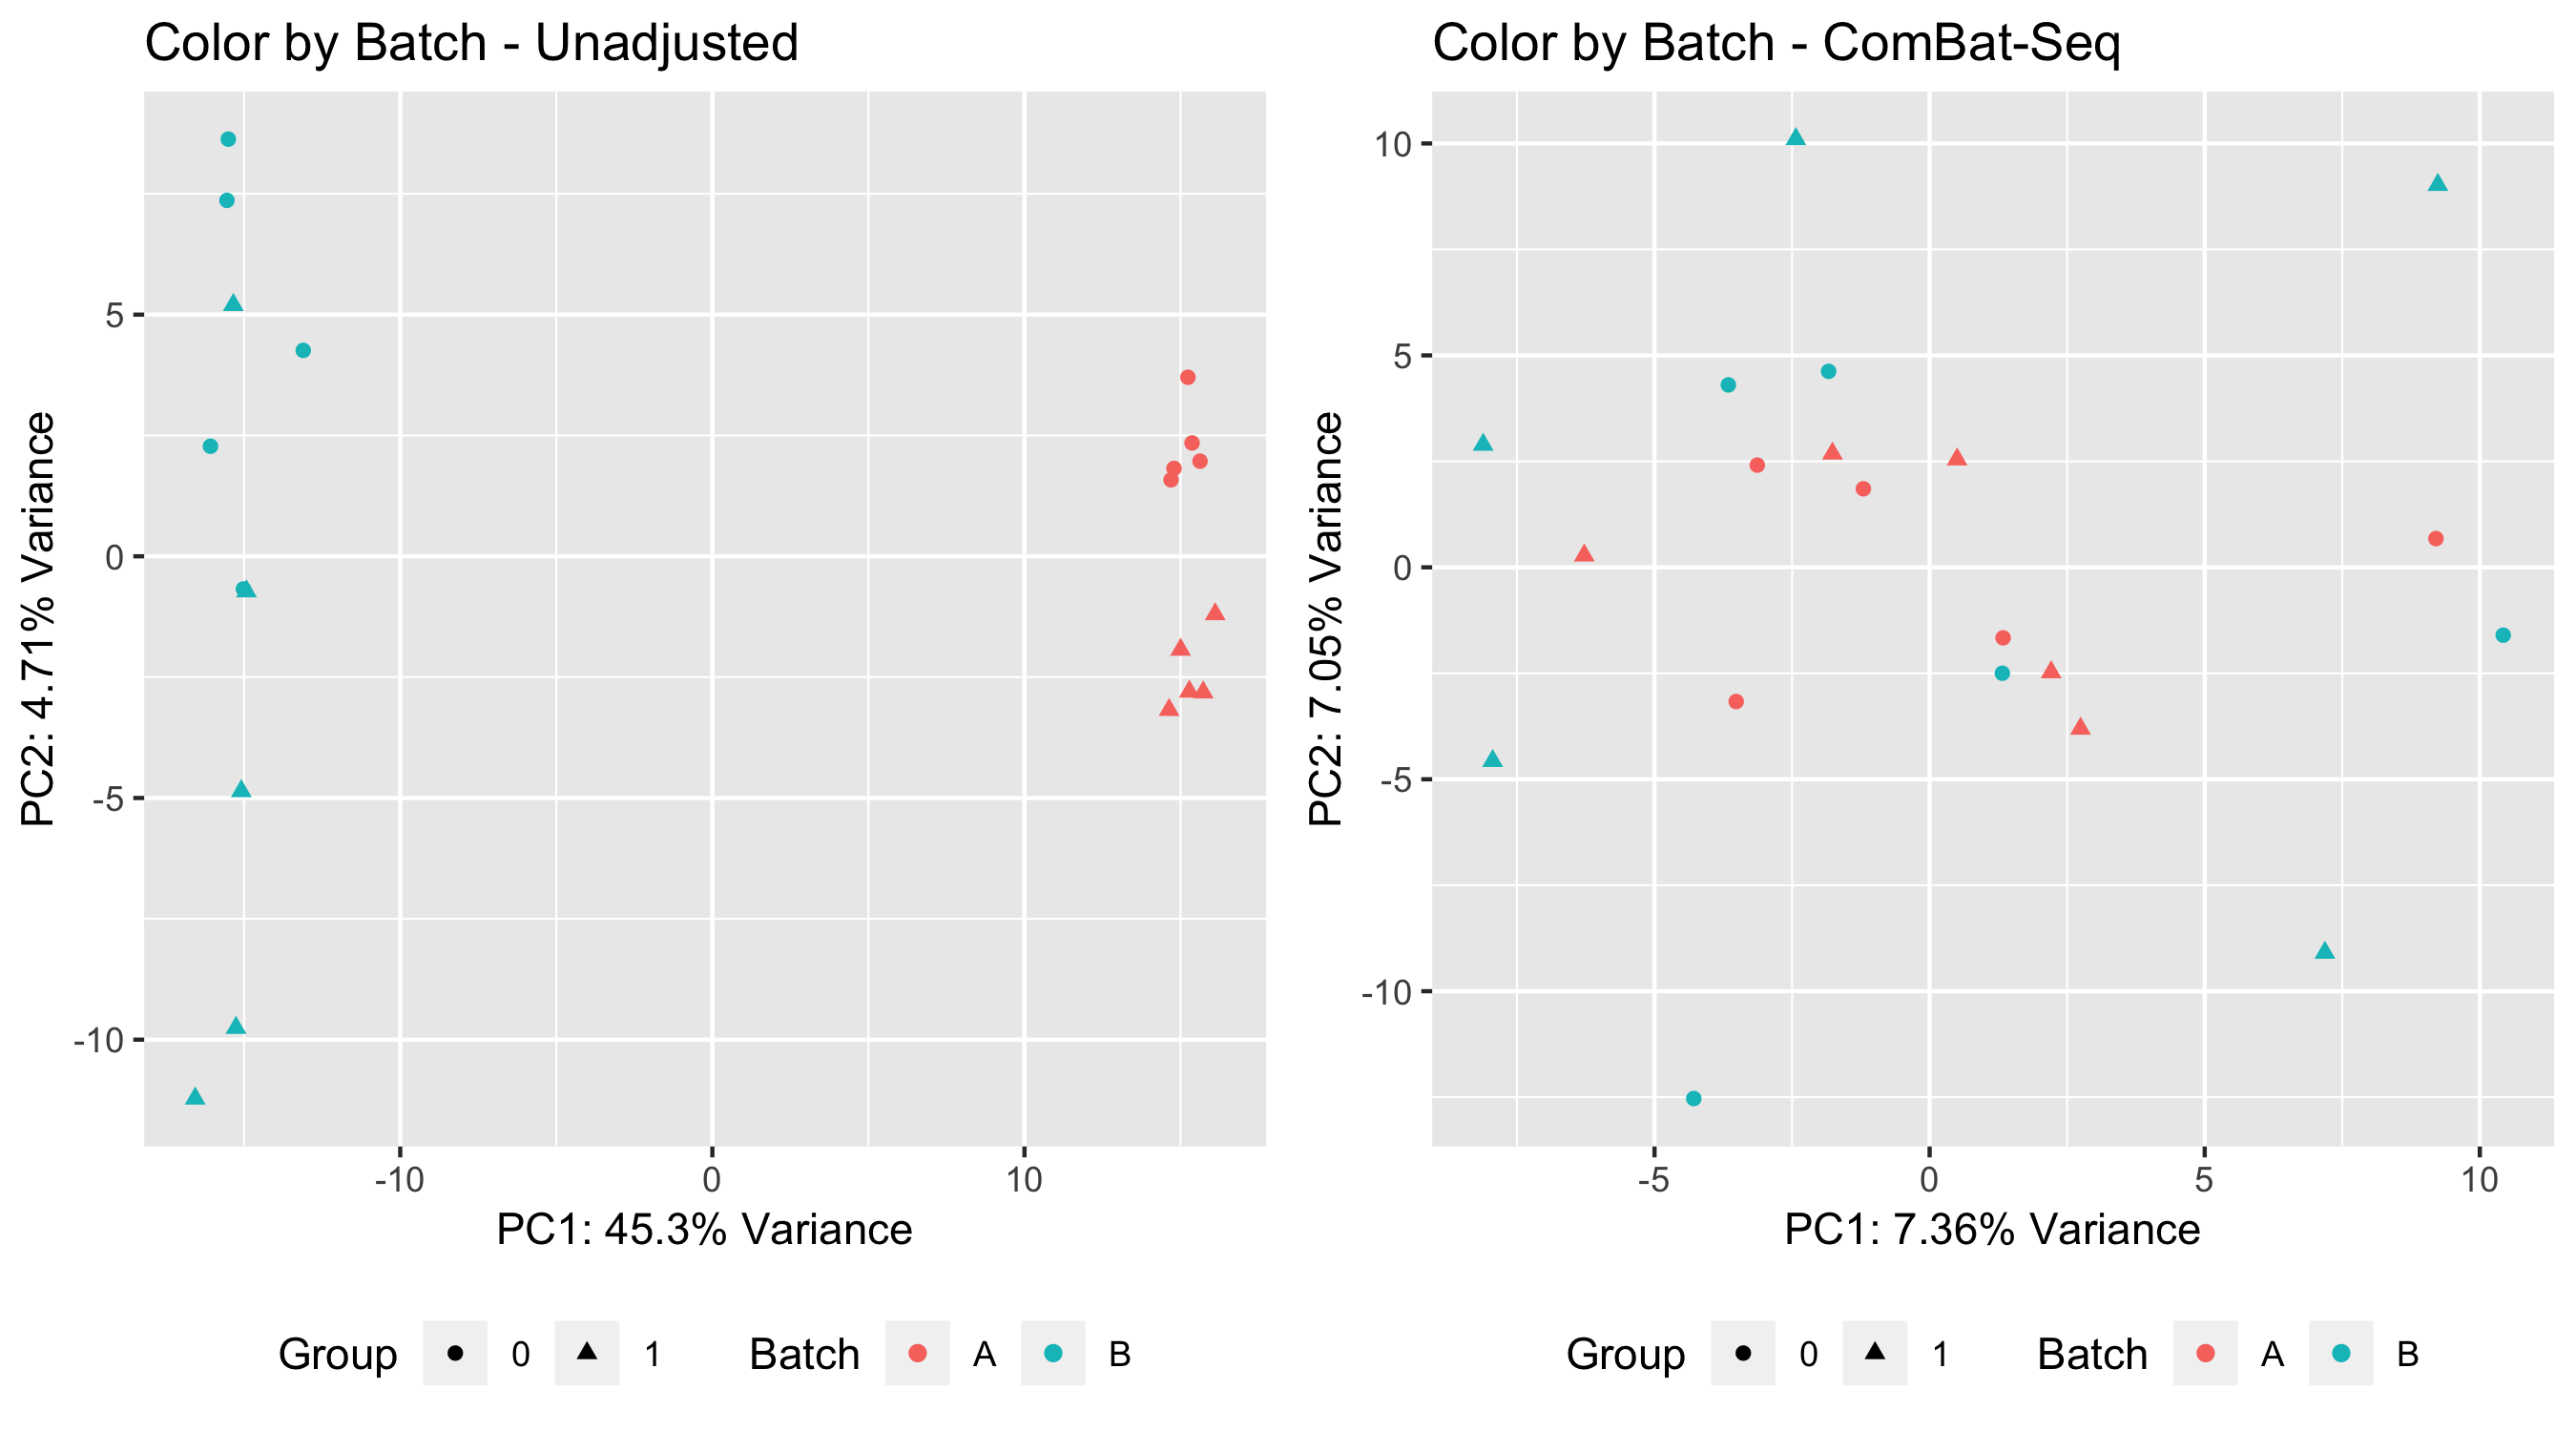 Color by Batch - Unadjusted
PC2: 4.71% Variance
5
0
-5
-10
-10
0
10
PC1: 45.3% Variance
Group 0 1 Batch A B
Color by Batch - ComBat-Seq
PC2: 7.05% Variance
10
5
0
-5
-10
-5
0
5
10
PC1: 7.36% Variance
Group 0 1 Batch A B